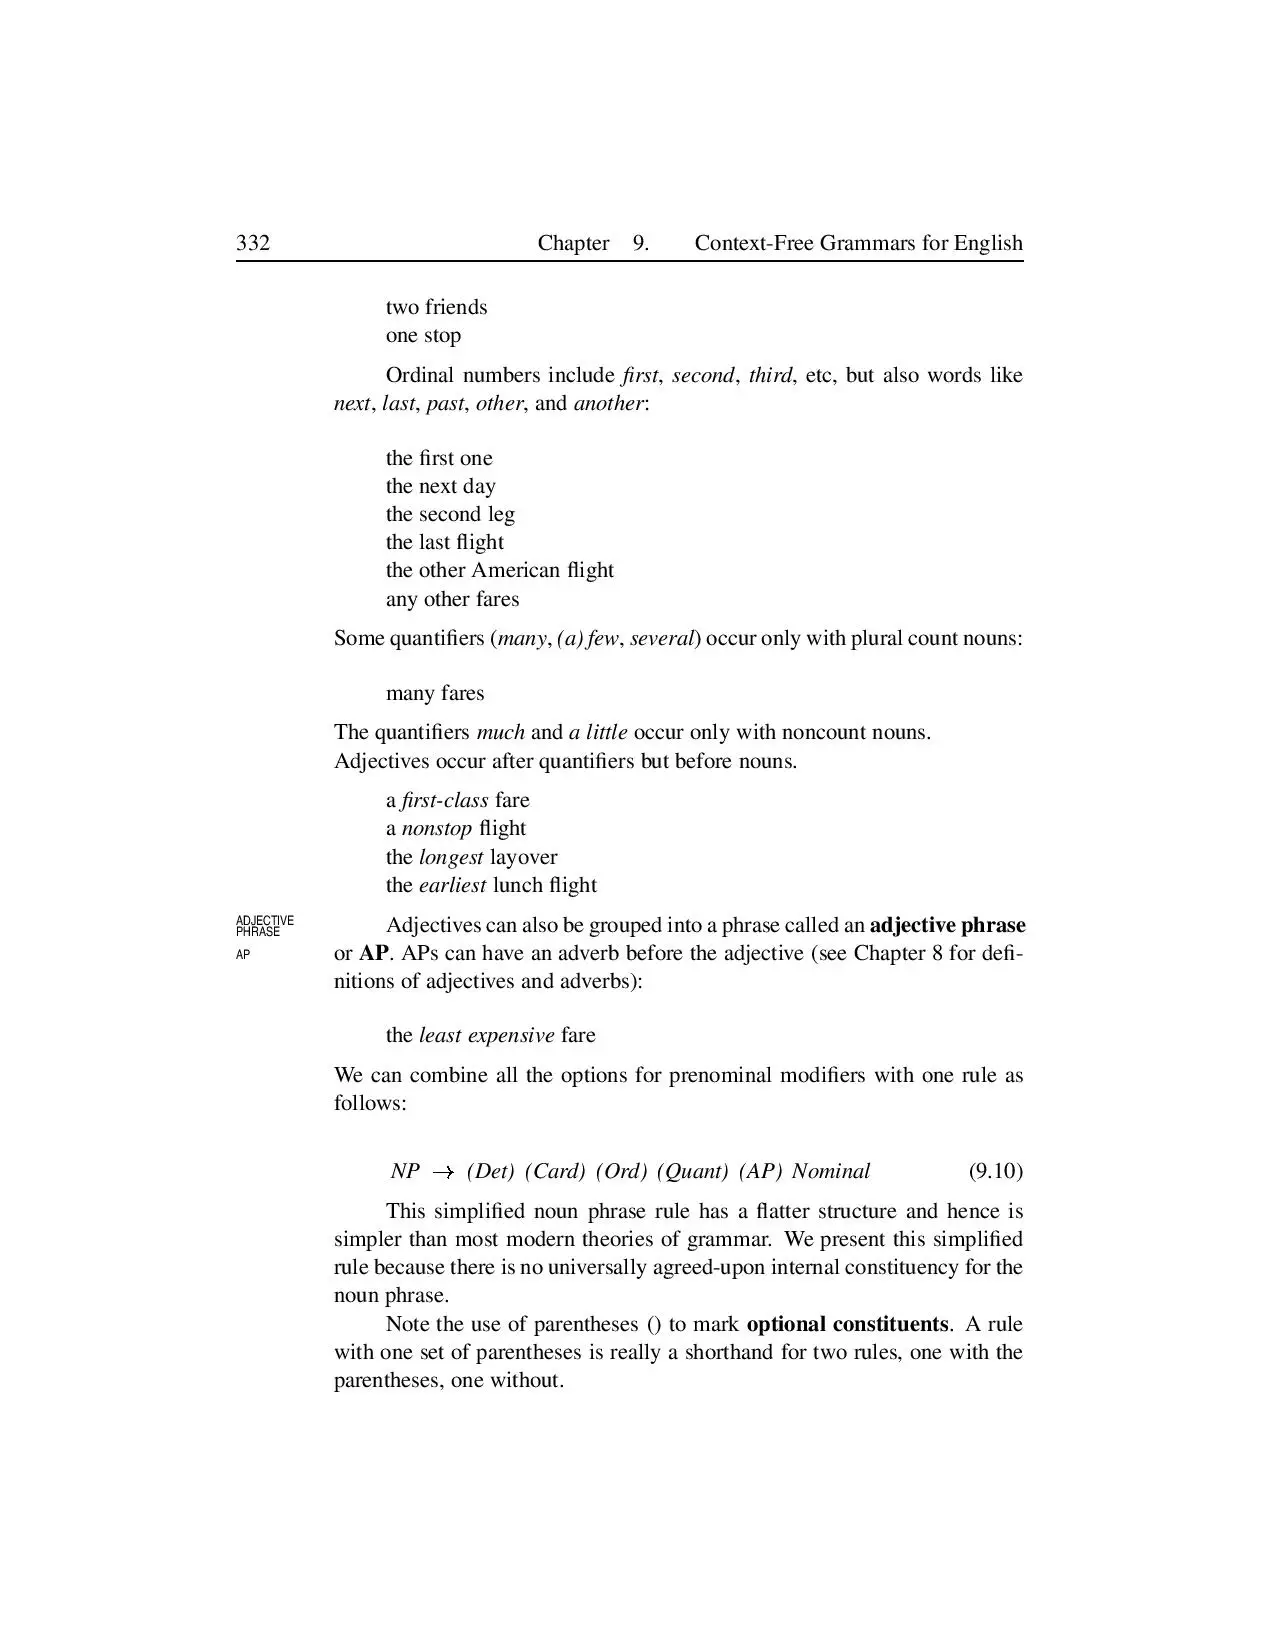 332 Chapter 9. Context-Free Grammars for English
two friends
one stop
Ordinal numbers include first, second, third, etc, but also words like
next, last, past, other, and another:
the first one
the next day
the second leg
the last flight
the other American flight
any other fares
Some quantifiers (many, (a) few, several) occur only with plural count nouns:
many fares
The quantifiers much and a little occur only with noncount nouns.
Adjectives occur after quantifiers but before nouns.
a first-class fare
a nonstop flight
the longest layover
the earliest lunch flight
ADJECTIVE
PHRASE
AP
Adjectives can also be grouped into a phrase called an adjective phrase
or AP. APs can have an adverb before the adjective (see Chapter 8 for defi-
nitions of adjectives and adverbs):
the least expensive fare
We can combine all the options for prenominal modifiers with one rule as
follows:
NP → (Det) (Card) (Ord) (Quant) (AP) Nominal (9.10)
This simplified noun phrase rule has a flatter structure and hence is
simpler than most modern theories of grammar. We present this simplified
rule because there is no universally agreed-upon internal constituency for the
noun phrase.
Note the use of parentheses () to mark optional constituents. A rule
with one set of parentheses is really a shorthand for two rules, one with the
parentheses, one without.